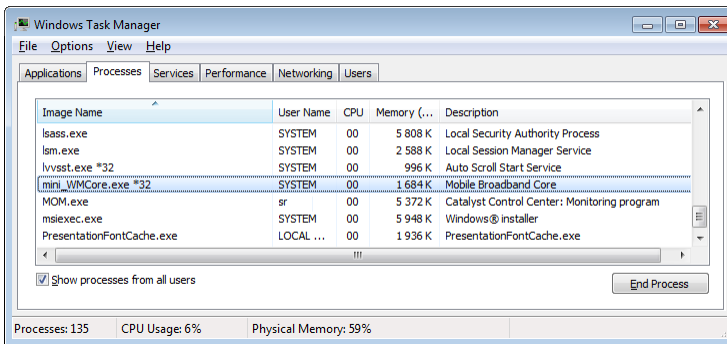 Windows Task Manager
File Options View Help
Applications Processes Services Performance Networking Users
Image Name User Name CPU Memory (... Description
lsass.exe SYSTEM 00 5 808 K Local Security Authority Process
lsm.exe SYSTEM 00 2 588 K Local Session Manager Service
lvvsst.exe *32 SYSTEM 00 996 K Auto Scroll Start Service
mini_WMCore.exe *32 SYSTEM 00 1 684 K Mobile Broadband Core
MOM.exe sr 00 5 372 K Catalyst Control Center: Monitoring program
msiexec.exe SYSTEM 00 5 948 K Windows® installer
PresentationFontCache.exe LOCAL ... 00 1 936 K PresentationFontCache.exe
Show processes from all users
End Process
Processes: 135 CPU Usage: 6% Physical Memory: 59%